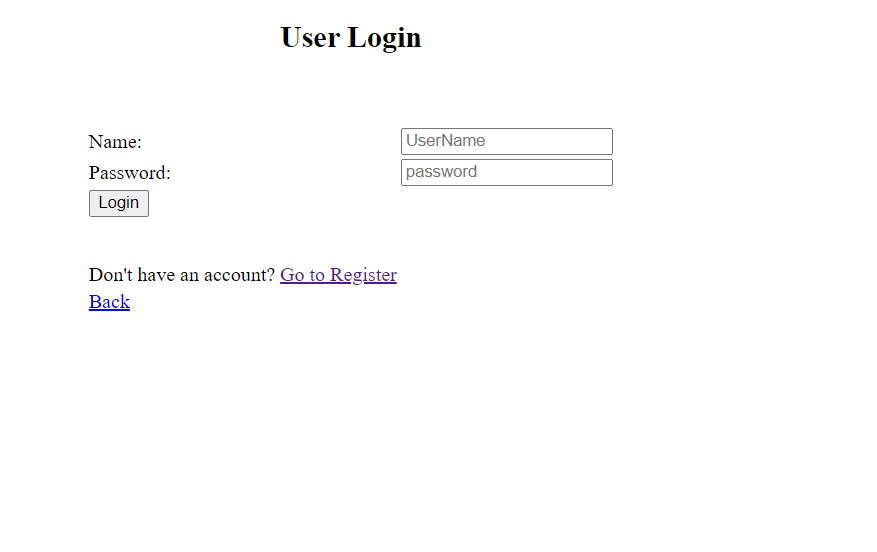 User Login
Name: UserName
Password: password
Login
Don't have an account? Go to Register
Back